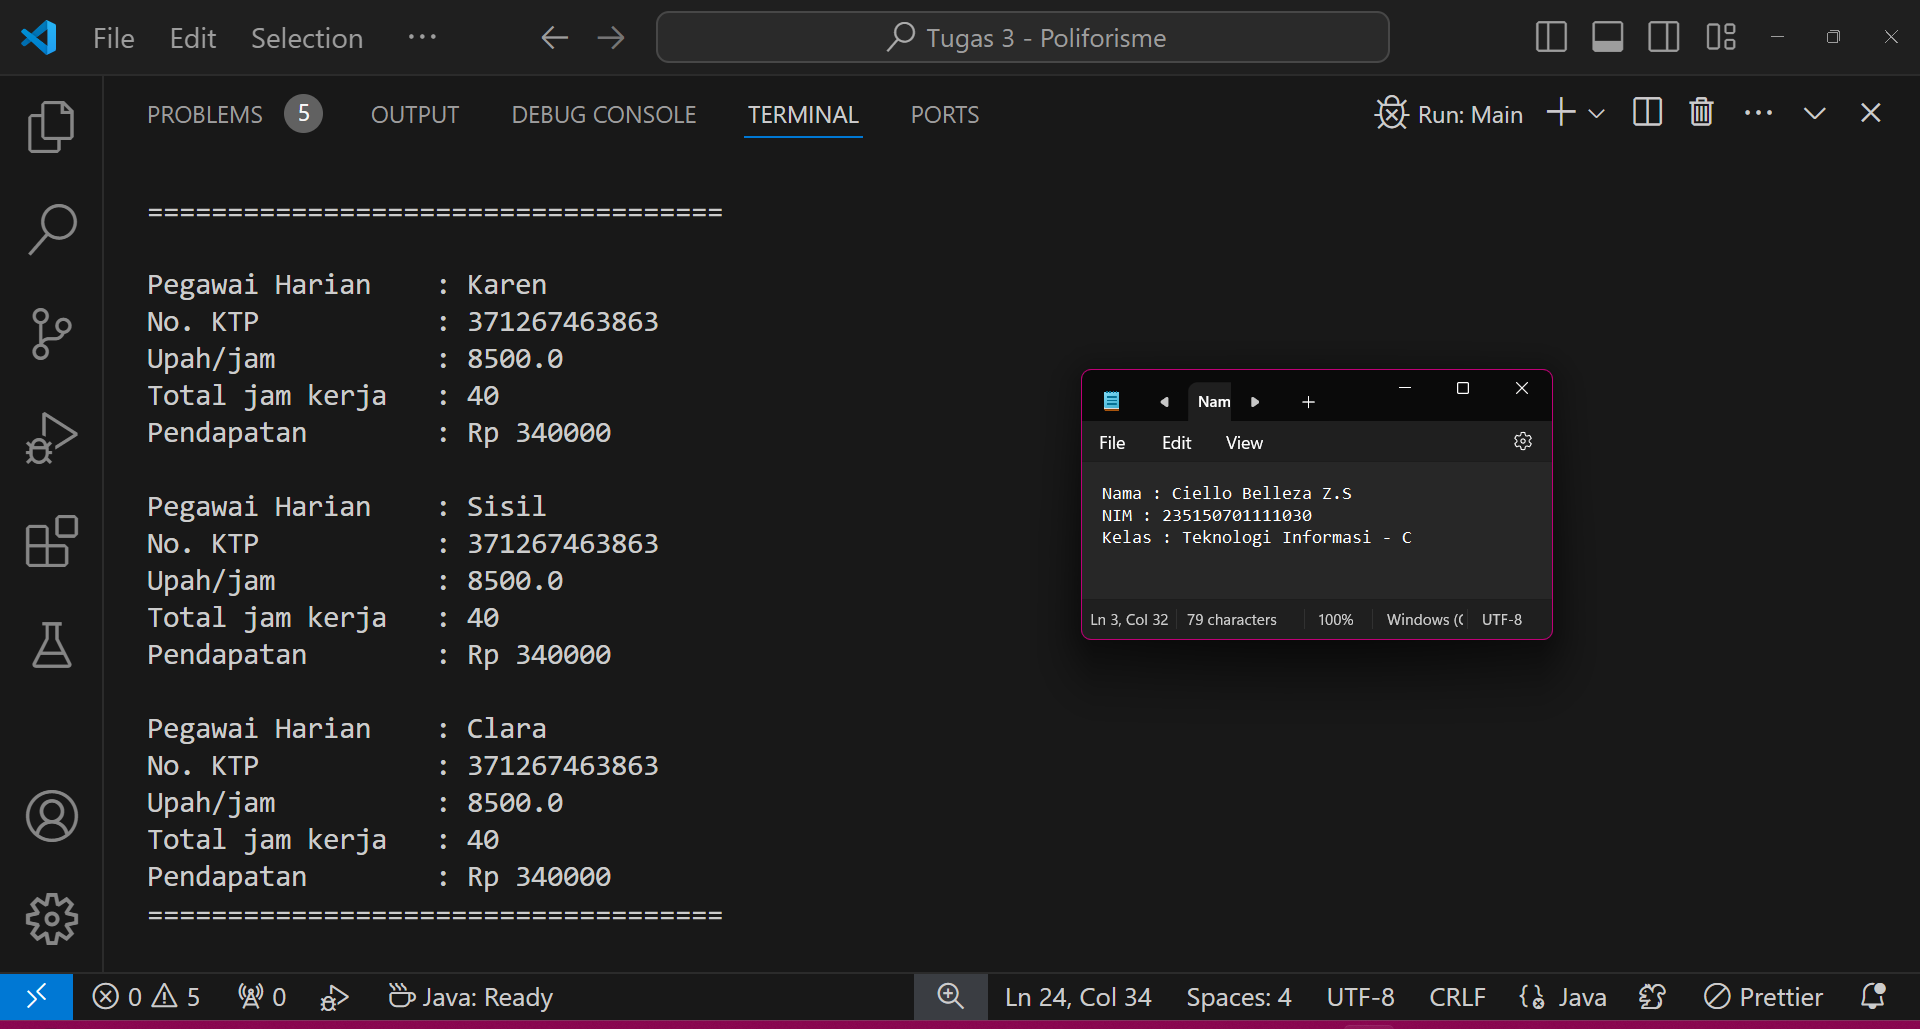 File Edit Selection ··· Tugas 3 - Poliforisme
PROBLEMS 5 OUTPUT DEBUG CONSOLE TERMINAL PORTS Run: Main
====================================
Pegawai Harian : Karen
No. KTP : 371267463863
Upah/jam : 8500.0
Total jam kerja : 40
Pendapatan : Rp 340000
Pegawai Harian : Sisil
No. KTP : 371267463863
Upah/jam : 8500.0
Total jam kerja : 40
Pendapatan : Rp 340000
Pegawai Harian : Clara
No. KTP : 371267463863
Upah/jam : 8500.0
Total jam kerja : 40
Pendapatan : Rp 340000
====================================
Nam
File Edit View
Nama : Ciello Belleza Z.S
NIM : 235150701111030
Kelas : Teknologi Informasi - C
Ln 3, Col 32 79 characters 100% Windows (C UTF-8
0 5 0 Java: Ready Ln 24, Col 34 Spaces: 4 UTF-8 CRLF {} Java Prettier